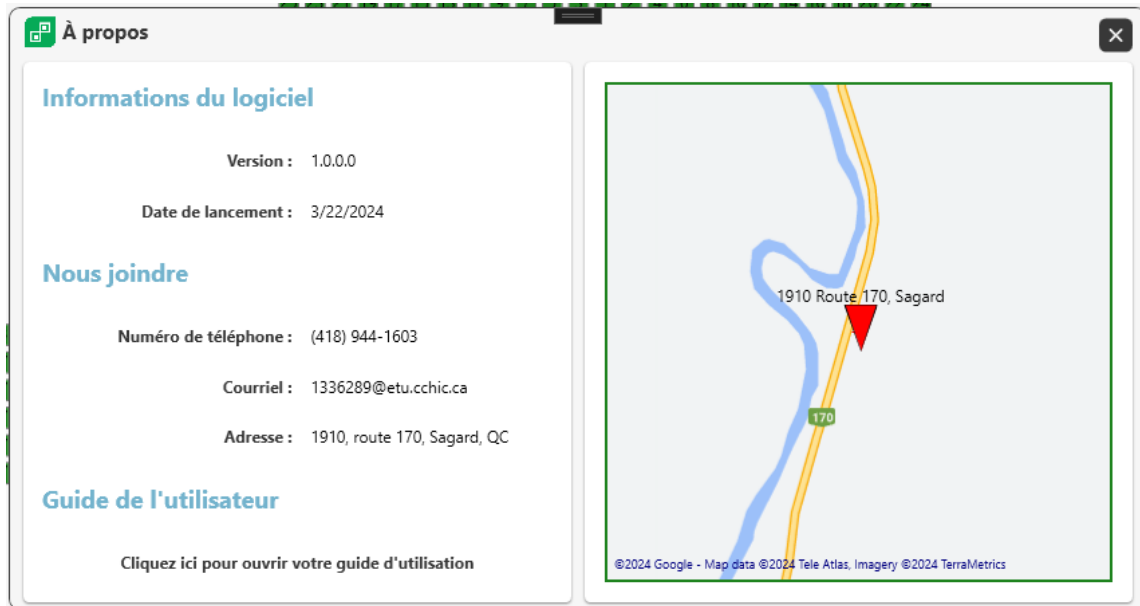 À propos
Informations du logiciel
Version : 1.0.0.0
Date de lancement : 3/22/2024
Nous joindre
Numéro de téléphone : (418) 944-1603
Courriel : 1336289@etu.cchic.ca
Adresse : 1910, route 170, Sagard, QC
Guide de l'utilisateur
Cliquez ici pour ouvrir votre guide d'utilisation
1910 Route 170, Sagard
170
©2024 Google - Map data ©2024 Tele Atlas, Imagery ©2024 TerraMetrics